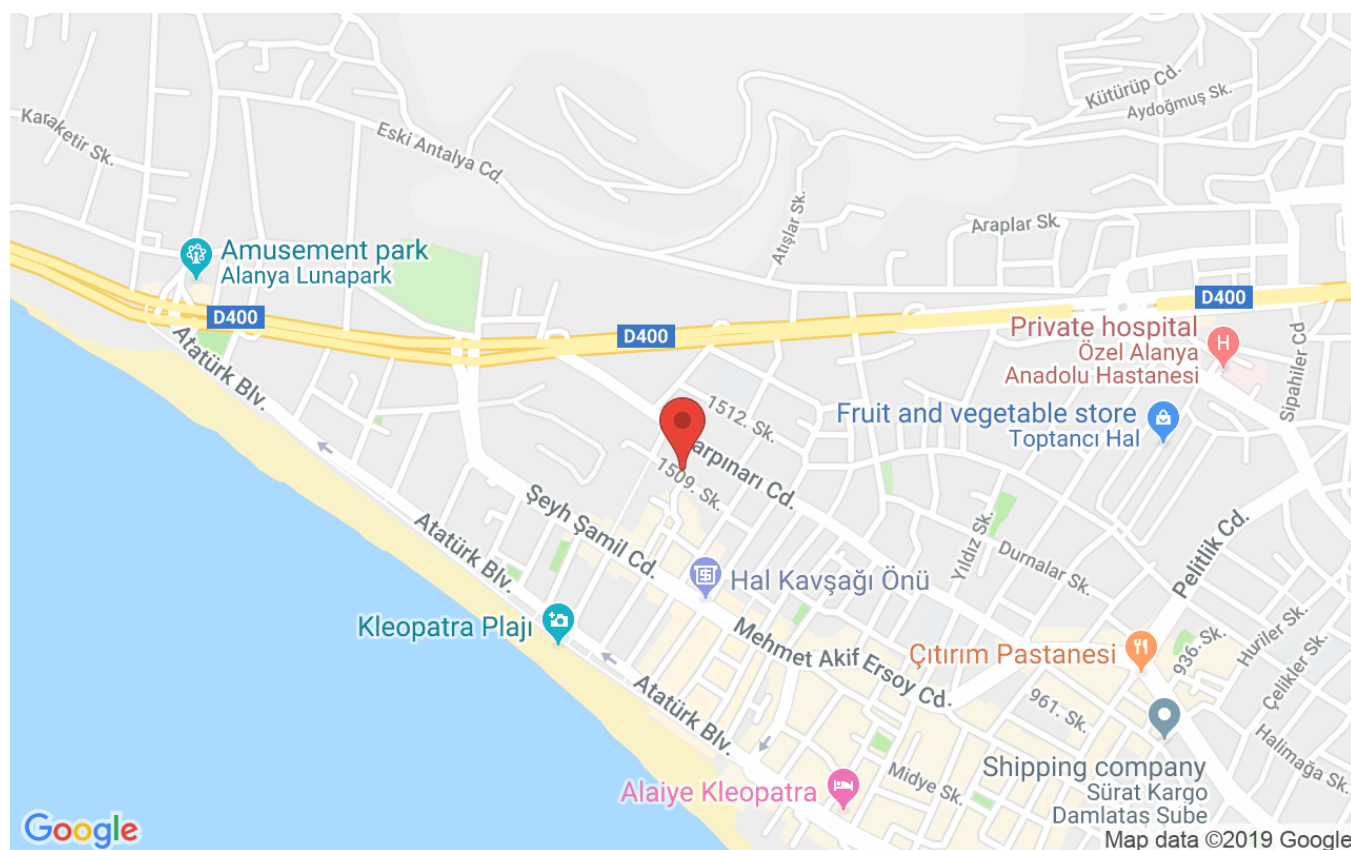 Kütürüp Cd.
Aydoğmuş Sk.
Karaketir Sk.
Eski Antalya Cd.
Atışlar Sk.
Araplar Sk.
Amusement park
Alanya Lunapark
D400
D400
D400
Private hospital
Özel Alanya
Anadolu Hastanesi
Sipahiler Cd
Atatürk Blv.
1512. Sk.
Fruit and vegetable store
Toptancı Hal
arpınarı Cd.
1509. Sk.
Şeyh Şamil Cd.
Atatürk Blv.
Yıldız Sk.
Durnalar Sk.
Pelitlik Cd.
Hal Kavşağı Önü
Kleopatra Plajı
Mehmet Akif Ersoy Cd.
Çıtırım Pastanesi
936. Sk.
Huriler Sk.
Çelikler Sk.
961. Sk.
Atatürk Blv.
Halimağa Sk.
Midye Sk.
Alaiye Kleopatra
Shipping company
Sürat Kargo
Damlataş Şube
Google
Map data ©2019 Google